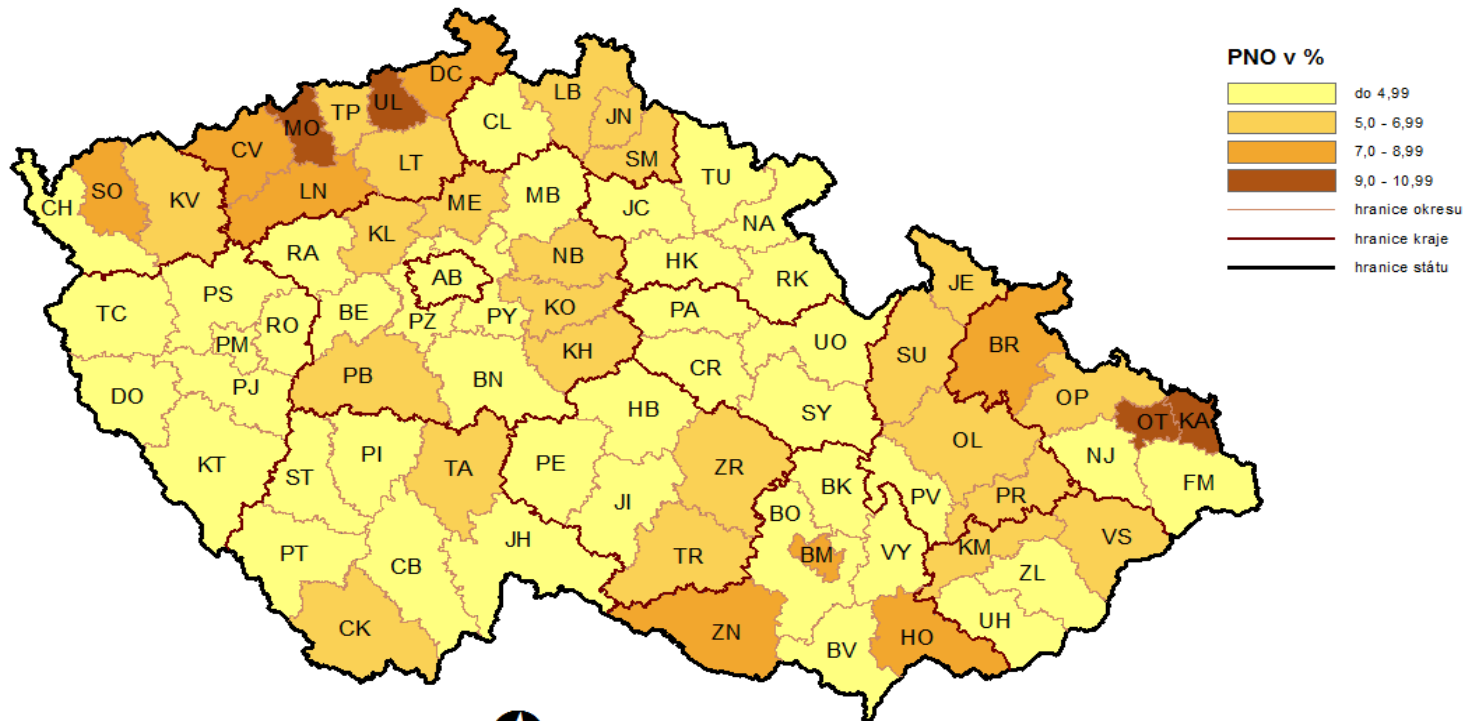 PNO v %
do 4,99
5,0 - 6,99
7,0 - 8,99
9,0 - 10,99
hranice okresu
hranice kraje
hranice státu
DC
UL
TP
MO
LB
JN
CL
CV
LT
SM
SO
KV
LN
CH
ME
MB
JC
TU
NA
KL
RA
NB
HK
RK
AB
PS
TC
BE
RO
PM
PZ
PY
KO
PA
UO
JE
SU
BR
PB
BN
KH
CR
DO
PJ
HB
SY
OP
OT
KA
KT
ST
PI
TA
PE
ZR
OL
NJ
FM
JI
BK
PV
PR
BO
VS
PT
CB
JH
TR
BM
VY
KM
ZL
CK
ZN
BV
HO
UH